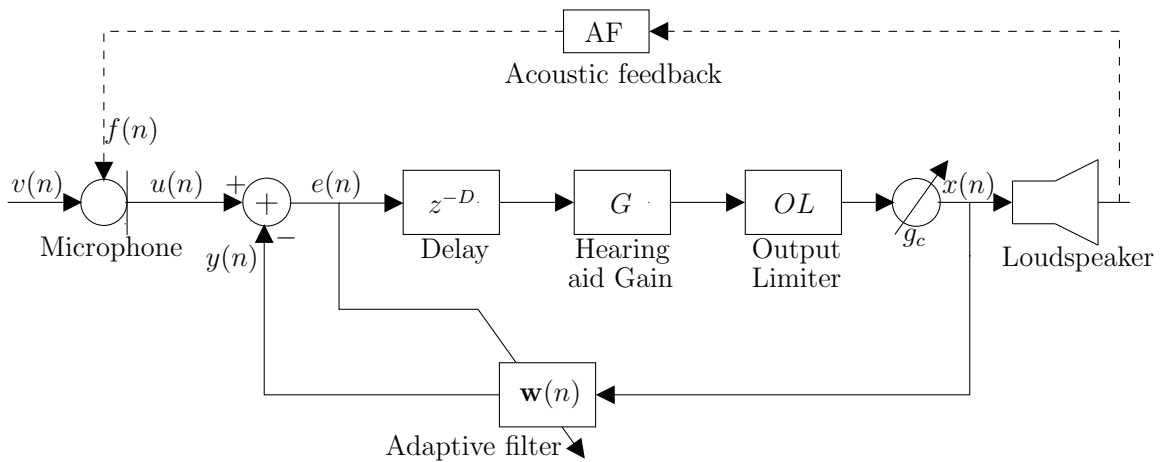 AF
Acoustic feedback
f(n)
v(n)
u(n)
+
+
−
e(n)
z^{-D}
G
OL
x(n)
g_c
Microphone
y(n)
Delay
Hearing
aid Gain
Output
Limiter
Loudspeaker
w(n)
Adaptive filter